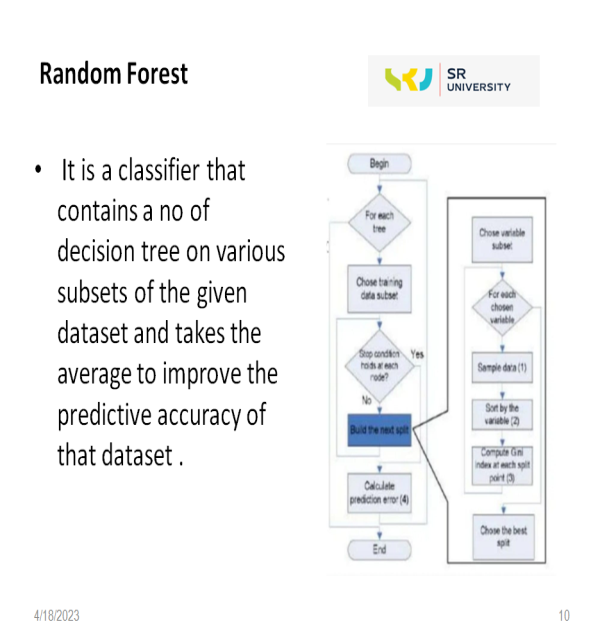 Random Forest
SR
UNIVERSITY
• It is a classifier that
contains a no of
decision tree on various
subsets of the given
dataset and takes the
average to improve the
predictive accuracy of
that dataset .
Begin
For each
tree
Chose training
data subset
Stop condition
holds at each
node?
Yes
No
Build the next split
Calculate
prediction error (4)
End
Chose variable
subset
For each
chosen
variable
Sample data (1)
Sort by the
variable (2)
Compute Gini
index at each split
point (3)
Chose the best
split
4/18/2023
10